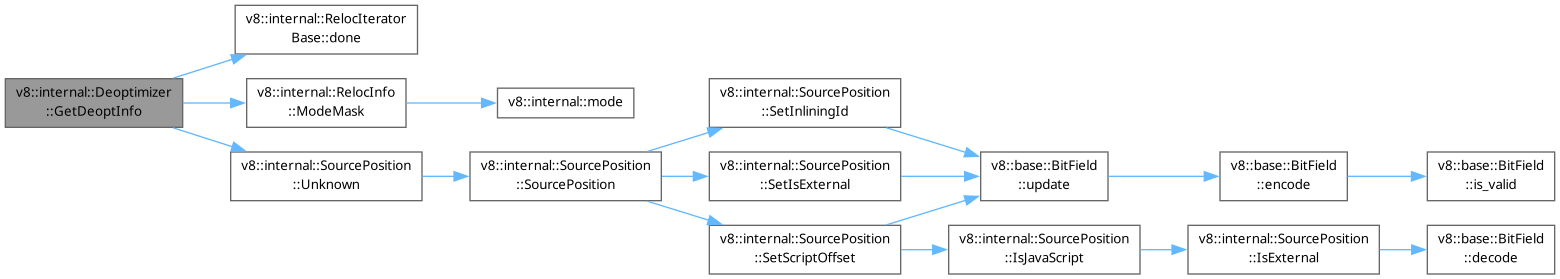 v8::internal::RelocIterator
Base::done
v8::internal::Deoptimizer
::GetDeoptInfo
v8::internal::RelocInfo
::ModeMask
v8::internal::mode
v8::internal::SourcePosition
::Unknown
v8::internal::SourcePosition
::SourcePosition
v8::internal::SourcePosition
::SetInliningId
v8::internal::SourcePosition
::SetIsExternal
v8::internal::SourcePosition
::SetScriptOffset
v8::base::BitField
::update
v8::base::BitField
::encode
v8::base::BitField
::is_valid
v8::internal::SourcePosition
::IsJavaScript
v8::internal::SourcePosition
::IsExternal
v8::base::BitField
::decode